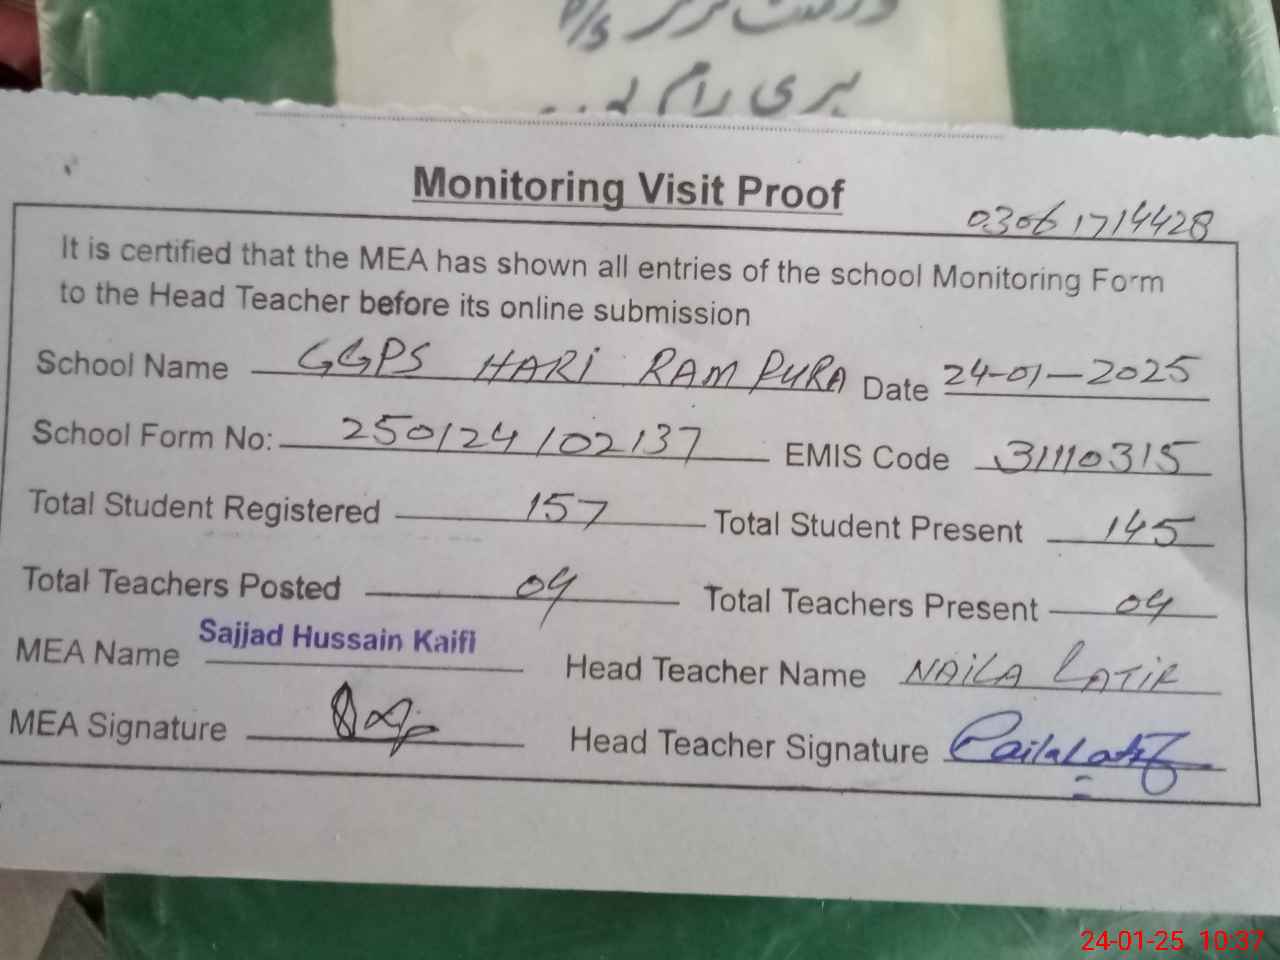 ہری رام پورہ
Monitoring Visit Proof
03061714428
It is certified that the MEA has shown all entries of the school Monitoring Form
to the Head Teacher before its online submission
School Name GGPS HARI RAM PURA Date 24-01-2025
School Form No: 250124102137 EMIS Code 31110315
Total Student Registered 157 Total Student Present 145
Total Teachers Posted 04 Total Teachers Present 04
MEA Name Sajjad Hussain Kaifi Head Teacher Name NAILA LATIF
MEA Signature Head Teacher Signature NailaLatif
24-01-25 10:37